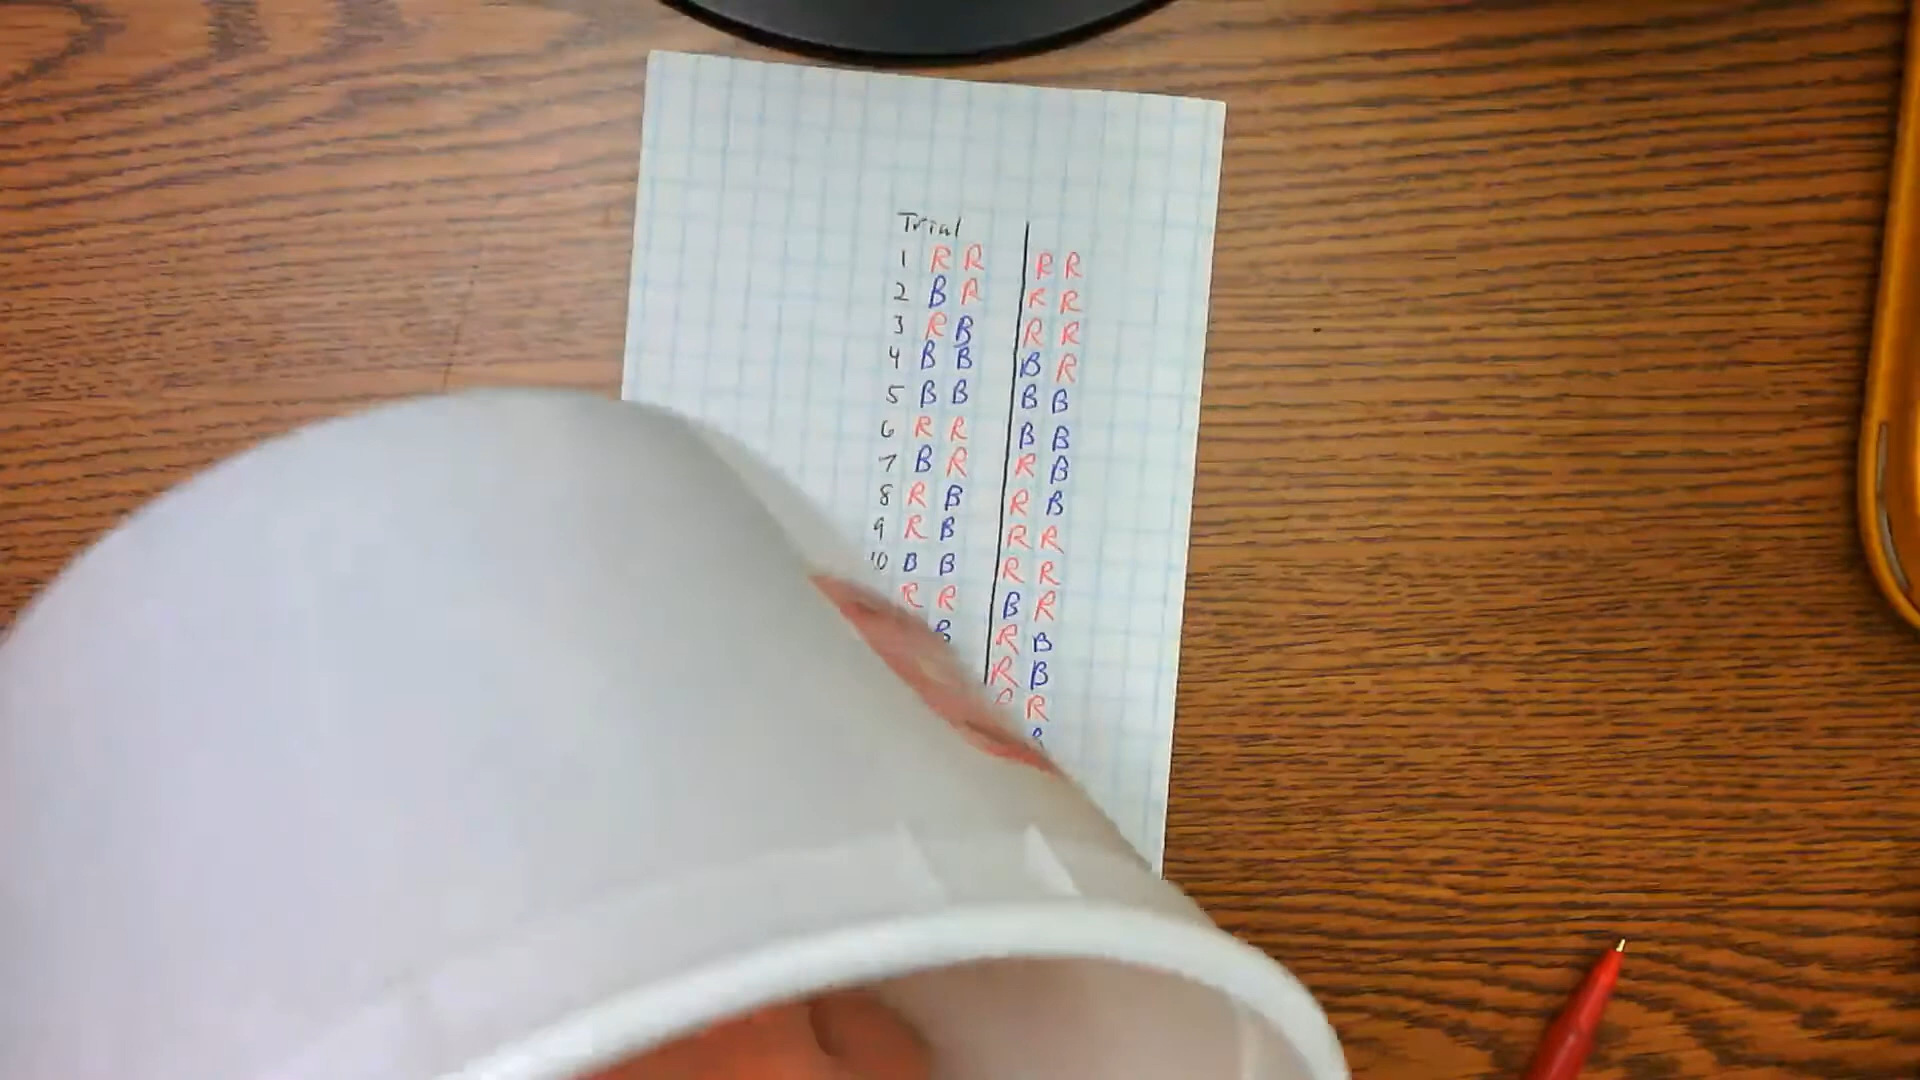 Trial
1 R R R R
2 B R R R
3 R B R R
4 B B B R
5 B B B B
6 R R B B
7 B R R B
8 R B R B
9 R B R R
10 B B R R
R R B R
B R B
R B
R